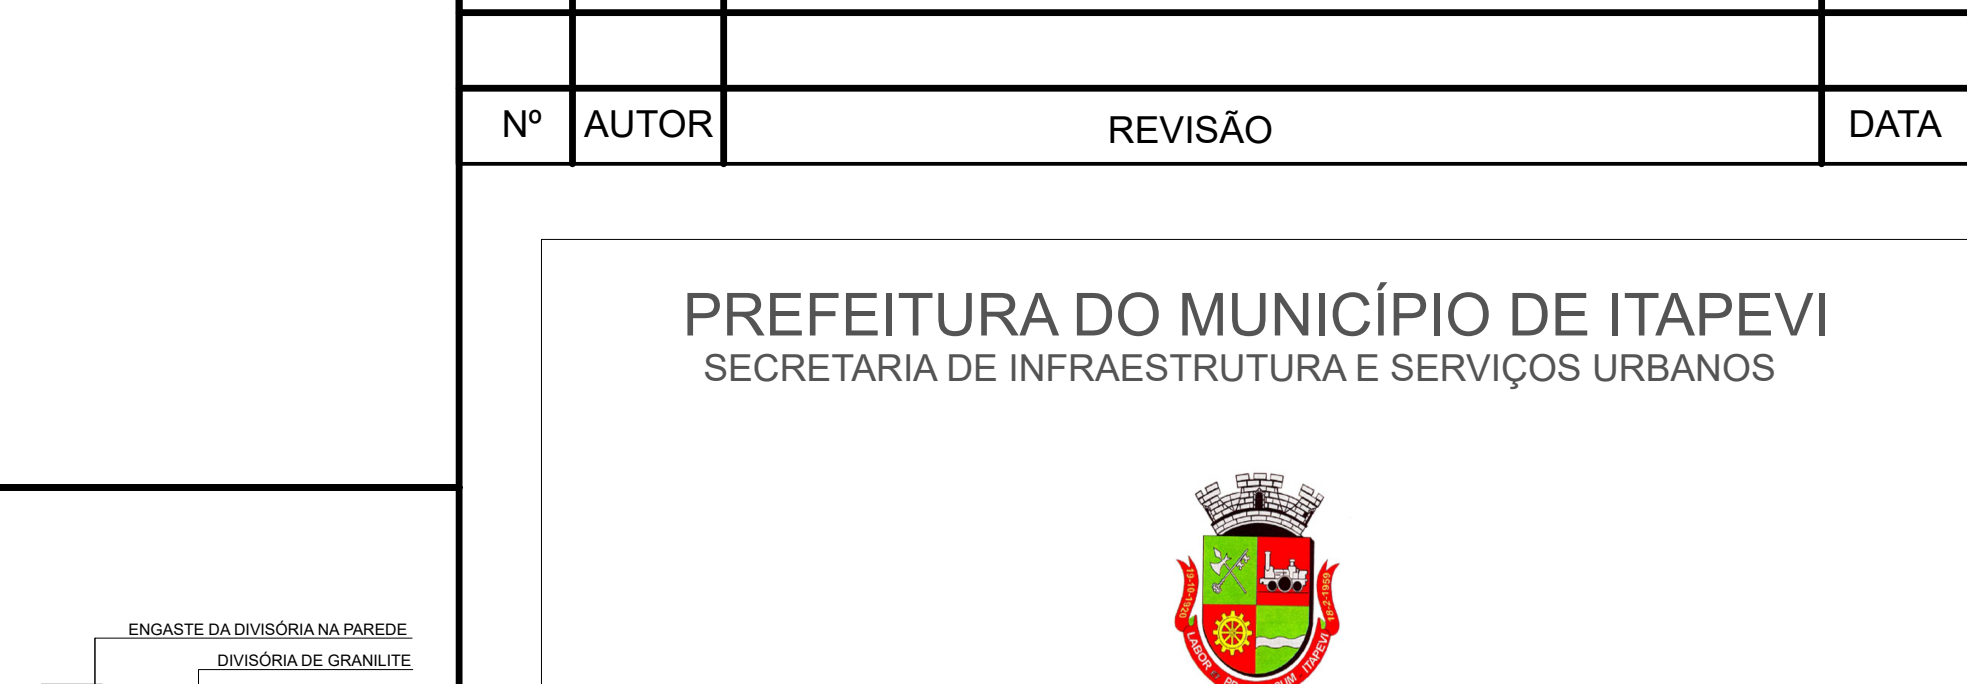 Nº AUTOR REVISÃO DATA
PREFEITURA DO MUNICÍPIO DE ITAPEVI
SECRETARIA DE INFRAESTRUTURA E SERVIÇOS URBANOS
19-10-1920
18-2-1959
LABOR
ITAPEVI
ENGASTE DA DIVISÓRIA NA PAREDE
DIVISÓRIA DE GRANILITE